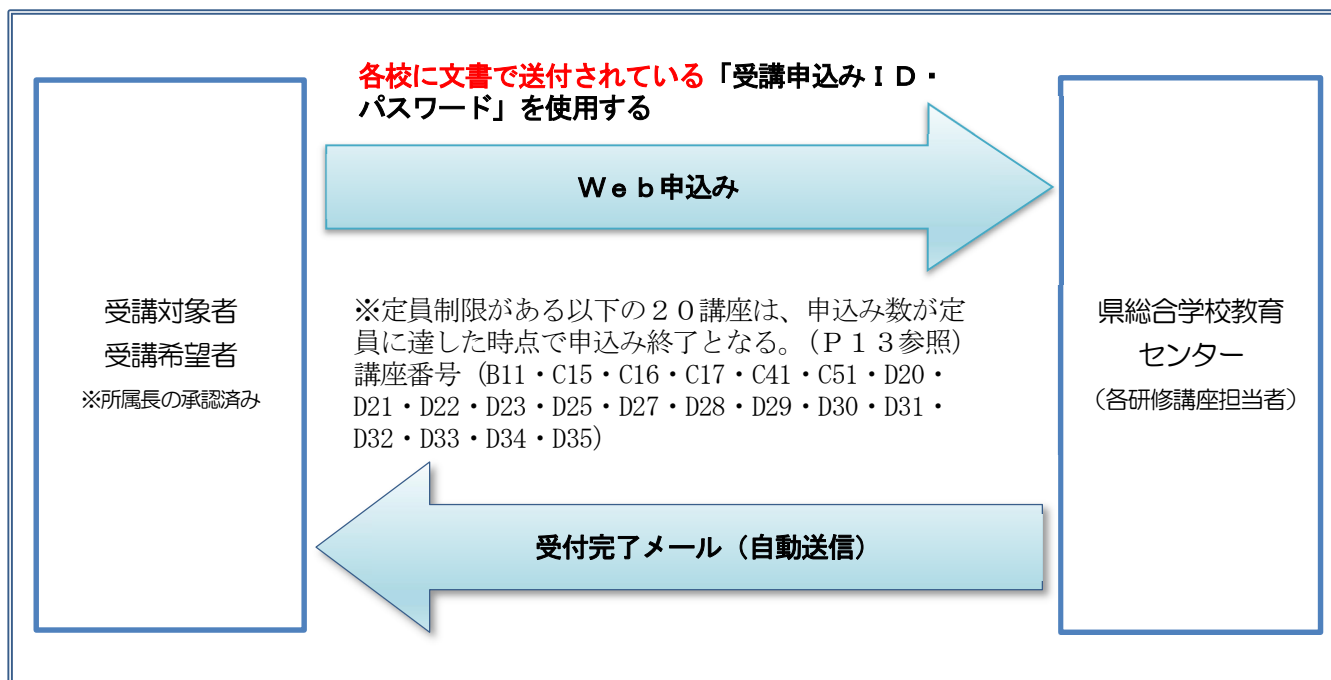 各校に文書で送付されている「受講申込みＩＤ・
パスワード」を使用する
Ｗｅｂ申込み
受講対象者
受講希望者
※所属長の承認済み
※定員制限がある以下の２０講座は、申込み数が定
員に達した時点で申込み終了となる。（Ｐ１３参照）
講座番号（B11・C15・C16・C17・C41・C51・D20・
D21・D22・D23・D25・D27・D28・D29・D30・D31・
D32・D33・D34・D35）
県総合学校教育
センター
（各研修講座担当者）
受付完了メール（自動送信）